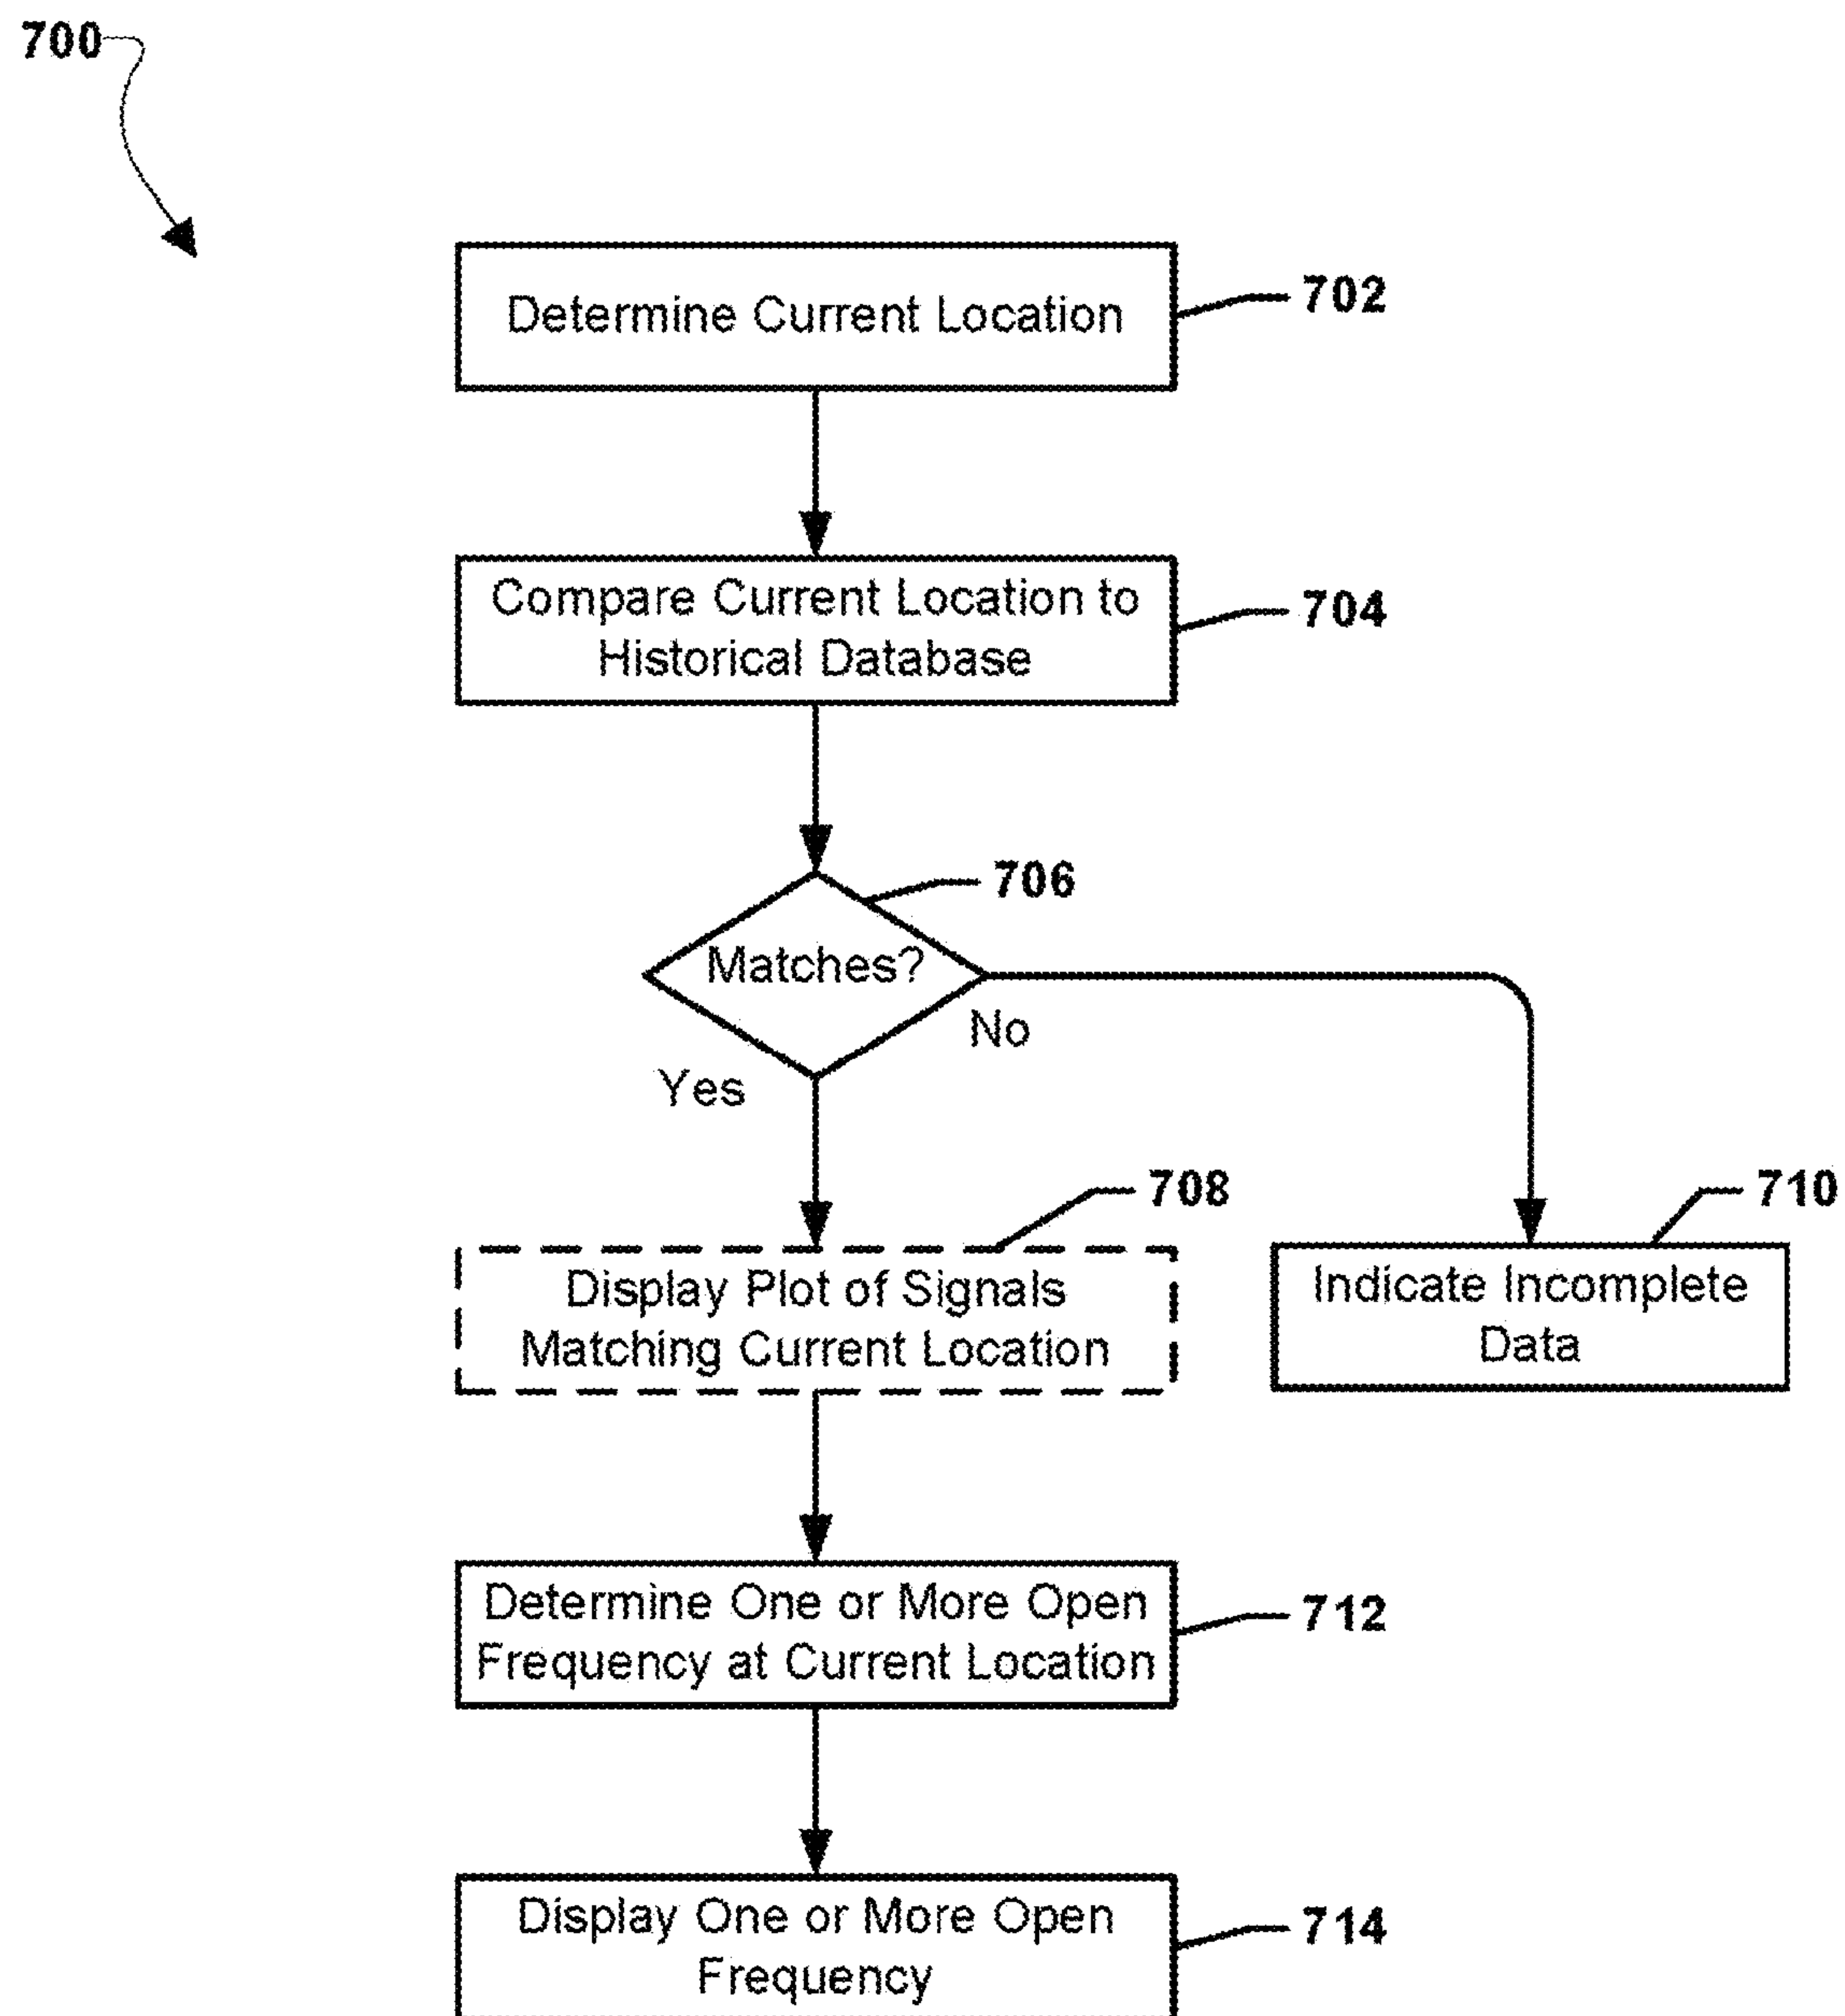 700
Determine Current Location
702
Compare Current Location to
Historical Database
704
706
Matches?
No
Yes
708
710
Display Plot of Signals
Matching Current Location
Indicate Incomplete
Data
Determine One or More Open
Frequency at Current Location
712
Display One or More Open
Frequency
714